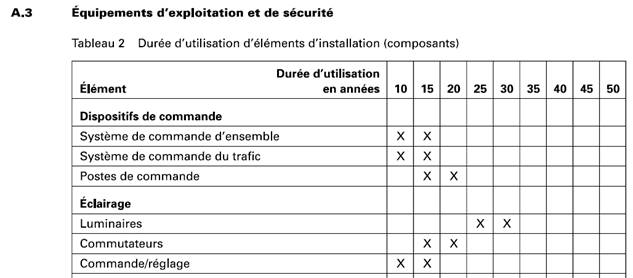 A.3 Équipements d’exploitation et de sécurité
Tableau 2 Durée d’utilisation d’éléments d’installation (composants)
Durée d’utilisation
Élément en années 10 15 20 25 30 35 40 45 50
Dispositifs de commande
Système de commande d’ensemble X X
Système de commande du trafic X X
Postes de commande X X
Éclairage
Luminaires X X
Commutateurs X X
Commande/réglage X X